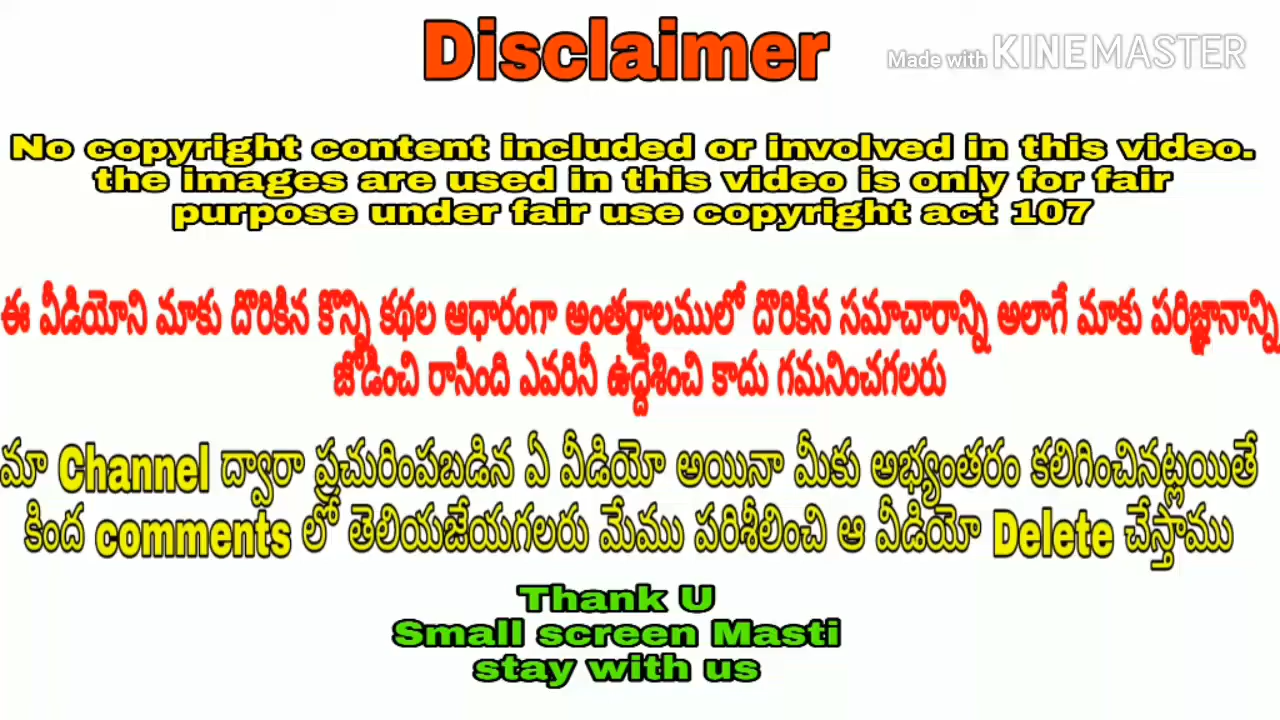 Disclaimer
Made with KINEMASTER
No copyright content included or involved in this video.
the images are used in this video is only for fair
purpose under fair use copyright act 107
ఈ వీడియోని మాకు దొరికిన కొన్ని కథల ఆధారంగా అంతర్జాలములో దొరికిన సమాచారాన్ని అలాగే మాకు పరిజ్ఞానాన్ని
జోడించి రాసింది ఎవరినీ ఉద్దేశించి కాదు గమనించగలరు
మా Channel ద్వారా ప్రచురింపబడిన ఏ వీడియో అయినా మీకు అభ్యంతరం కలిగించినట్లయితే
కింద comments లో తెలియజేయగలరు మేము పరిశీలించి ఆ వీడియో Delete చేస్తాము
Thank U
Small screen Masti
stay with us